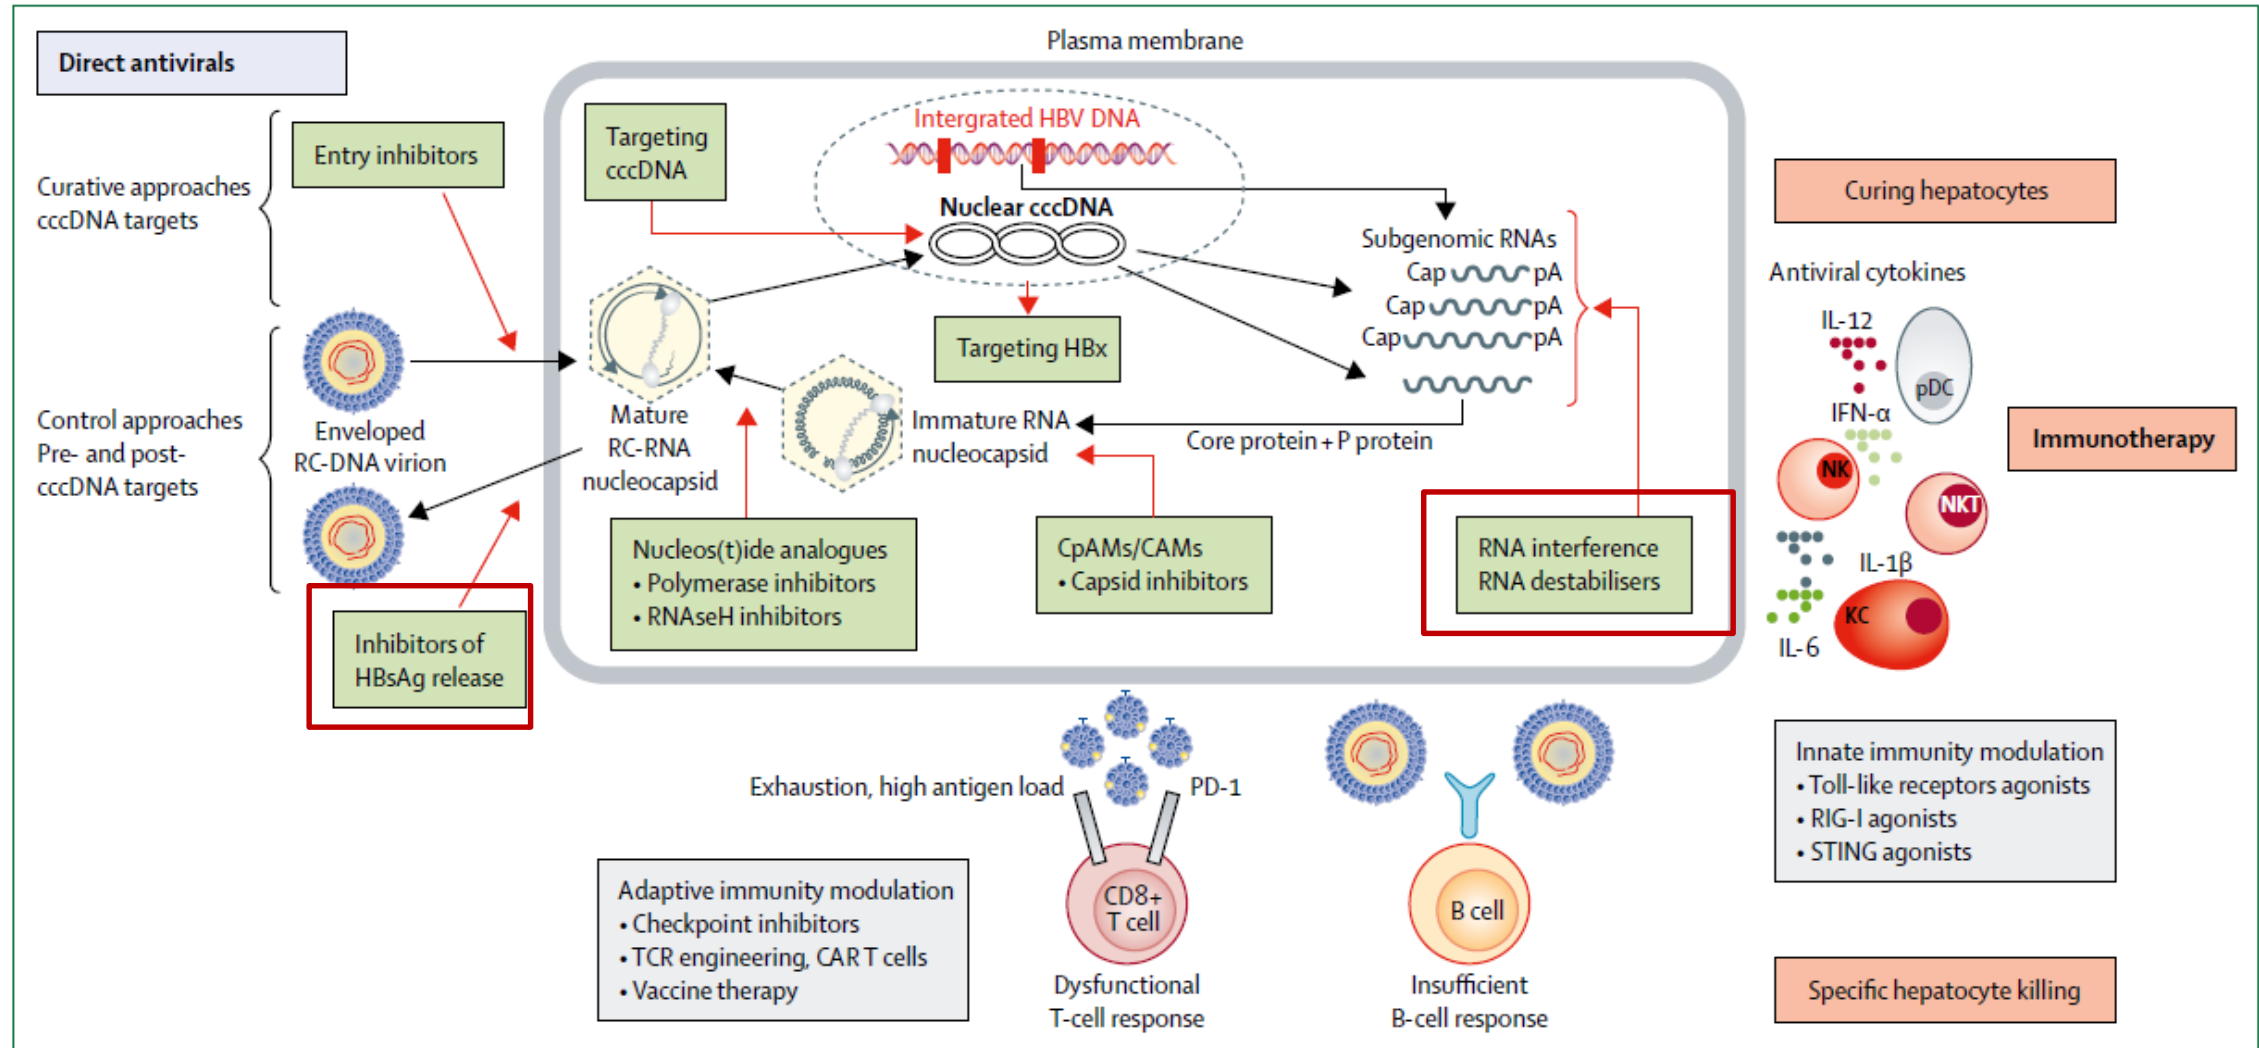 Direct antivirals
Curative approaches
cccDNA targets
Entry inhibitors
Control approaches
Pre- and post-
cccDNA targets
Enveloped
RC-DNA virion
Inhibitors of
HBsAg release
Plasma membrane
Targeting
cccDNA
Intergrated HBV DNA
Nuclear cccDNA
Targeting HBx
Mature
RC-RNA
nucleocapsid
Immature RNA
nucleocapsid
Core protein + P protein
Subgenomic RNAs
Cap pA
Cap pA
Cap pA
Nucleos(t)ide analogues
• Polymerase inhibitors
• RNAseH inhibitors
CpAMs/CAMs
• Capsid inhibitors
RNA interference
RNA destabilisers
Curing hepatocytes
Antiviral cytokines
IL-12
pDC
IFN-α
NK
NKT
IL-1β
KC
IL-6
Immunotherapy
Exhaustion, high antigen load
PD-1
CD8+
T cell
Dysfunctional
T-cell response
B cell
Insufficient
B-cell response
Adaptive immunity modulation
• Checkpoint inhibitors
• TCR engineering, CAR T cells
• Vaccine therapy
Innate immunity modulation
• Toll-like receptors agonists
• RIG-I agonists
• STING agonists
Specific hepatocyte killing